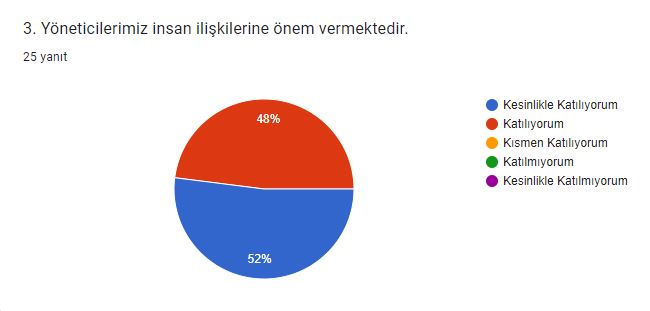 3. Yöneticilerimiz insan ilişkilerine önem vermektedir.
25 yanıt
48%
52%
Kesinlikle Katılıyorum
Katılıyorum
Kısmen Katılıyorum
Katılmıyorum
Kesinlikle Katılmıyorum